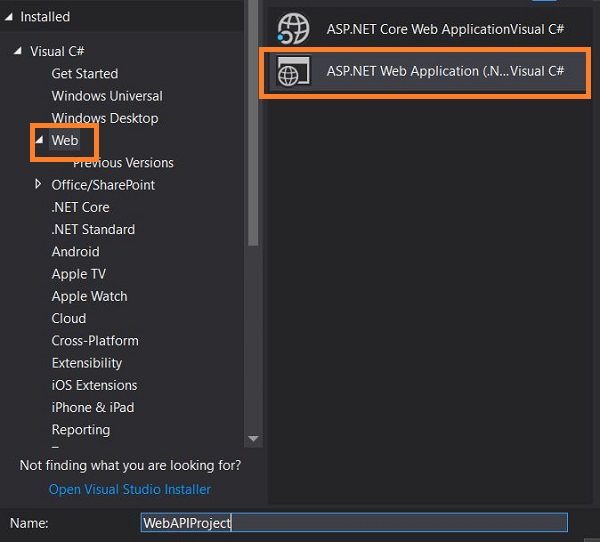 Installed
Visual C#
Get Started
Windows Universal
Windows Desktop
Web
Previous Versions
Office/SharePoint
.NET Core
.NET Standard
Android
Apple TV
Apple Watch
Cloud
Cross-Platform
Extensibility
iOS Extensions
iPhone & iPad
Reporting
Not finding what you are looking for?
Open Visual Studio Installer
ASP.NET Core Web Application Visual C#
ASP.NET Web Application (.N... Visual C#
Name: WebAPIProject